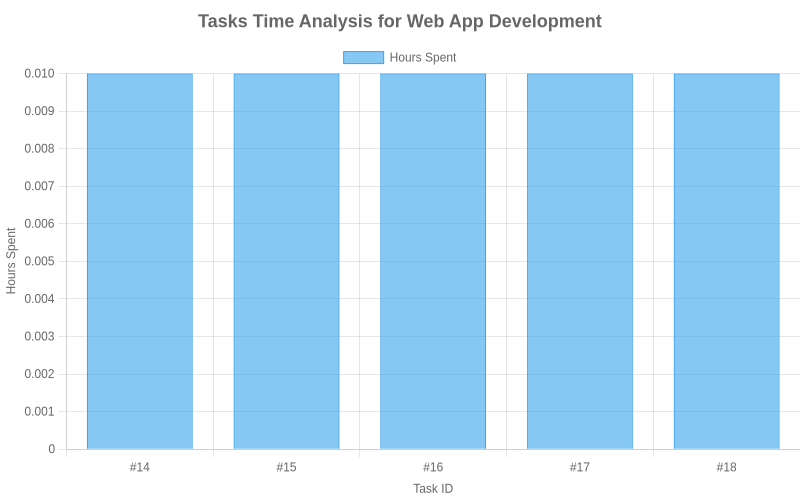 Tasks Time Analysis for Web App Development
Hours Spent
0.010
0.009
0.008
0.007
0.006
0.005
0.004
0.003
0.002
0.001
0
Hours Spent
#14 #15 #16 #17 #18
Task ID